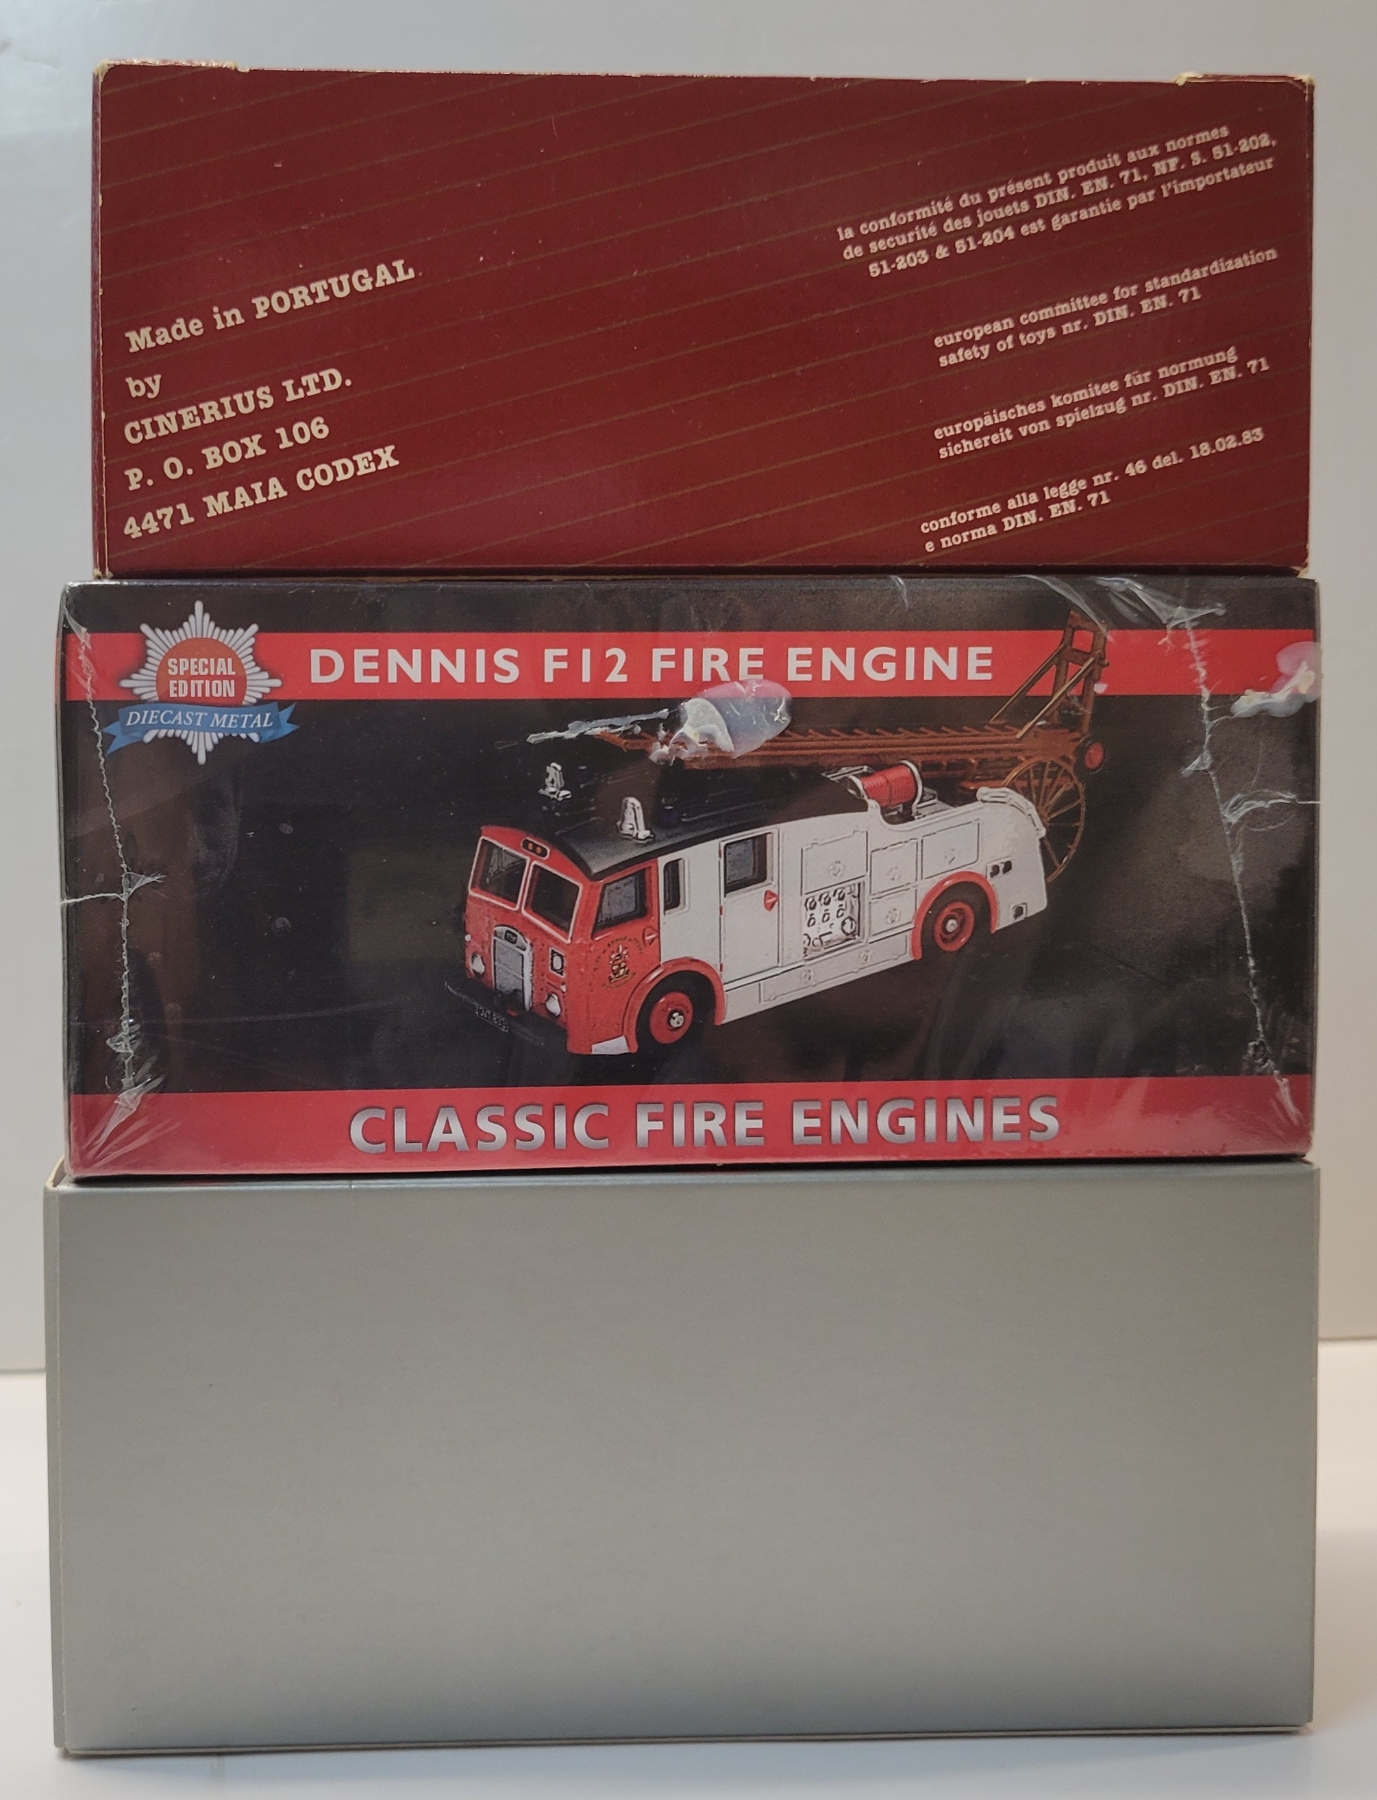 Made in PORTUGAL
by
CINERIUS LTD.
P. O. BOX 106
4471 MAIA CODEX
la conformité du présent produit aux normes
de securité des jouets DIN. EN. 71, NF. S. 51-202,
51-203 & 51-204 est garantie par l'importateur
european committee for standardization
safety of toys nr. DIN. EN. 71
europäisches komitee für normung
sichereit von spielzug nr. DIN. EN. 71
conforme alla legge nr. 46 del. 18.02.83
e norma DIN. EN. 71
SPECIAL
EDITION
DIECAST METAL
DENNIS F12 FIRE ENGINE
CLASSIC FIRE ENGINES